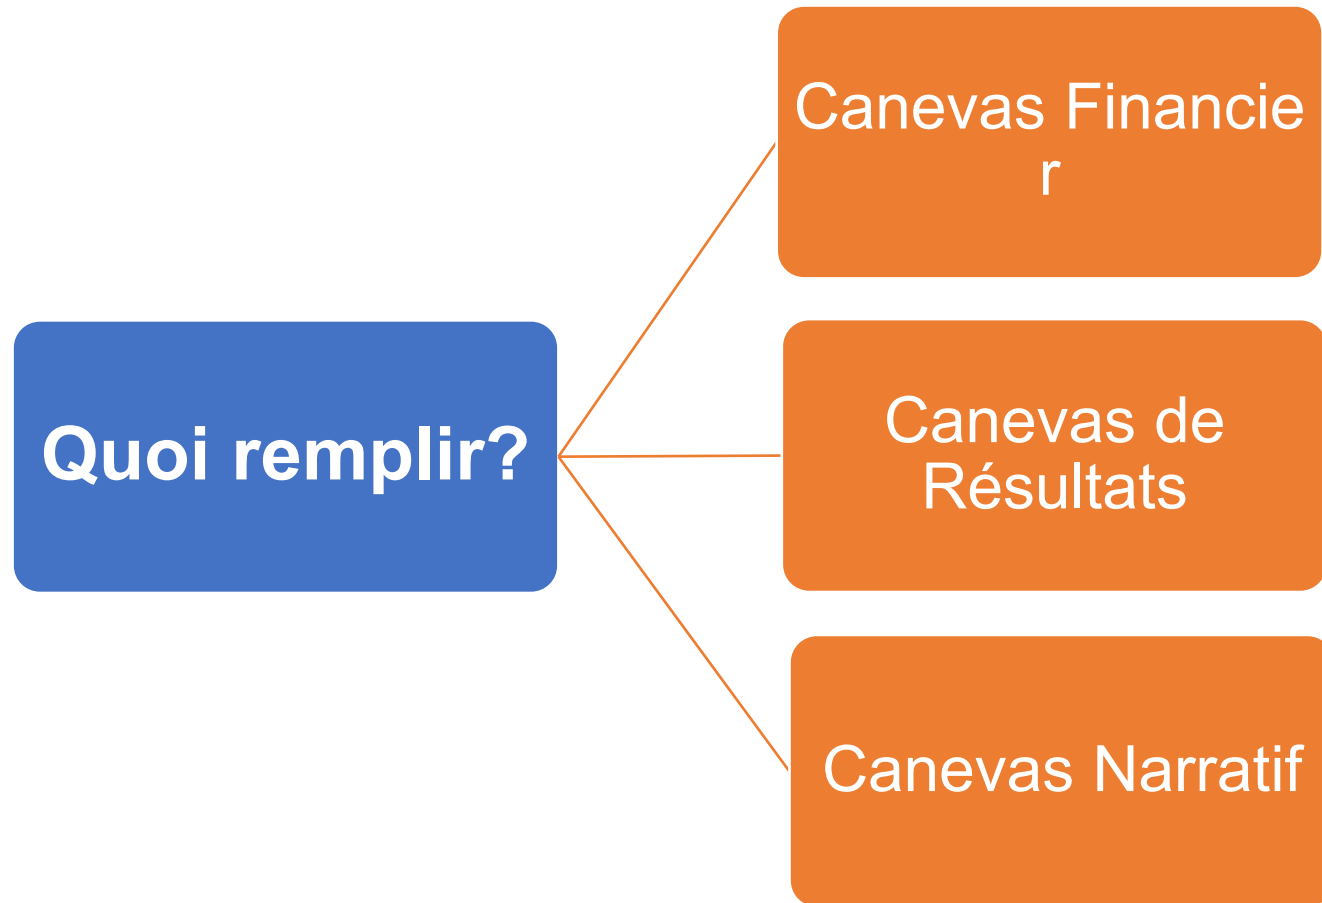 Quoi remplir?
Canevas Financie
r
Canevas de
Résultats
Canevas Narratif